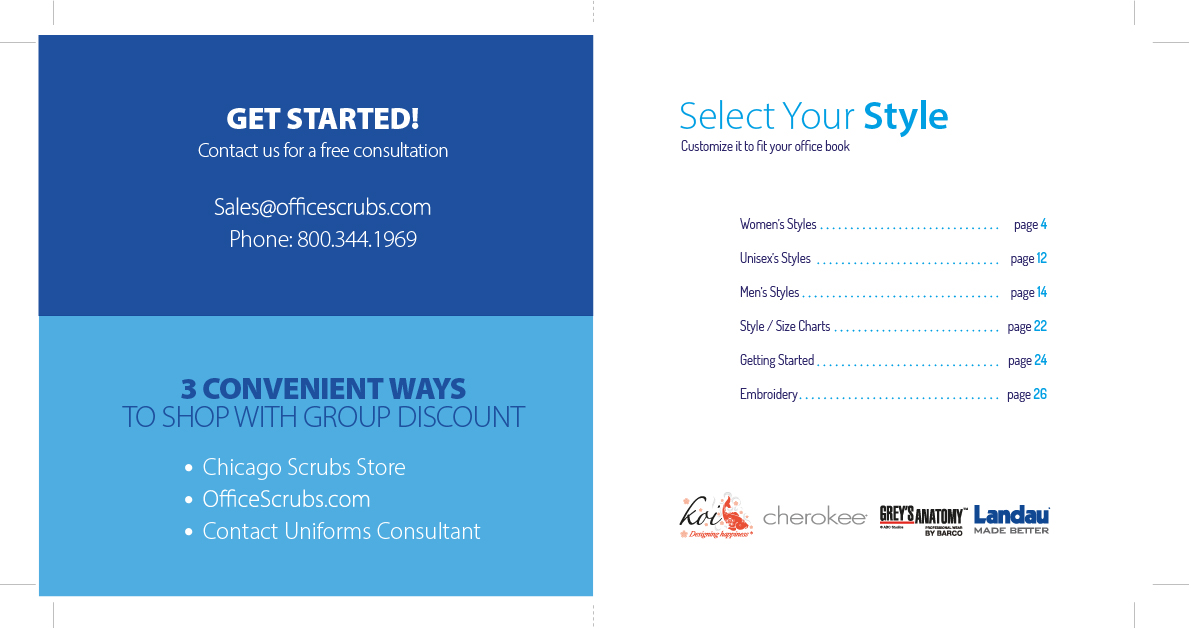 GET STARTED!
Contact us for a free consultation
Sales@officescrubs.com
Phone: 800.344.1969
3 CONVENIENT WAYS
TO SHOP WITH GROUP DISCOUNT
• Chicago Scrubs Store
• OfficeScrubs.com
• Contact Uniforms Consultant
Select Your Style
Customize it to fit your office book
Women's Styles . . . . . . . . . . . . . . . . . . . . . . . . . . . . . . page 4
Unisex's Styles . . . . . . . . . . . . . . . . . . . . . . . . . . . . . . page 12
Men's Styles . . . . . . . . . . . . . . . . . . . . . . . . . . . . . . . . . page 14
Style / Size Charts . . . . . . . . . . . . . . . . . . . . . . . . . . . . page 22
Getting Started . . . . . . . . . . . . . . . . . . . . . . . . . . . . . . page 24
Embroidery. . . . . . . . . . . . . . . . . . . . . . . . . . . . . . . . . page 26
koi
Designing happiness
cherokee
GREY'S ANATOMY™
© ABC Studios
PROFESSIONAL WEAR
BY BARCO
Landau
MADE BETTER